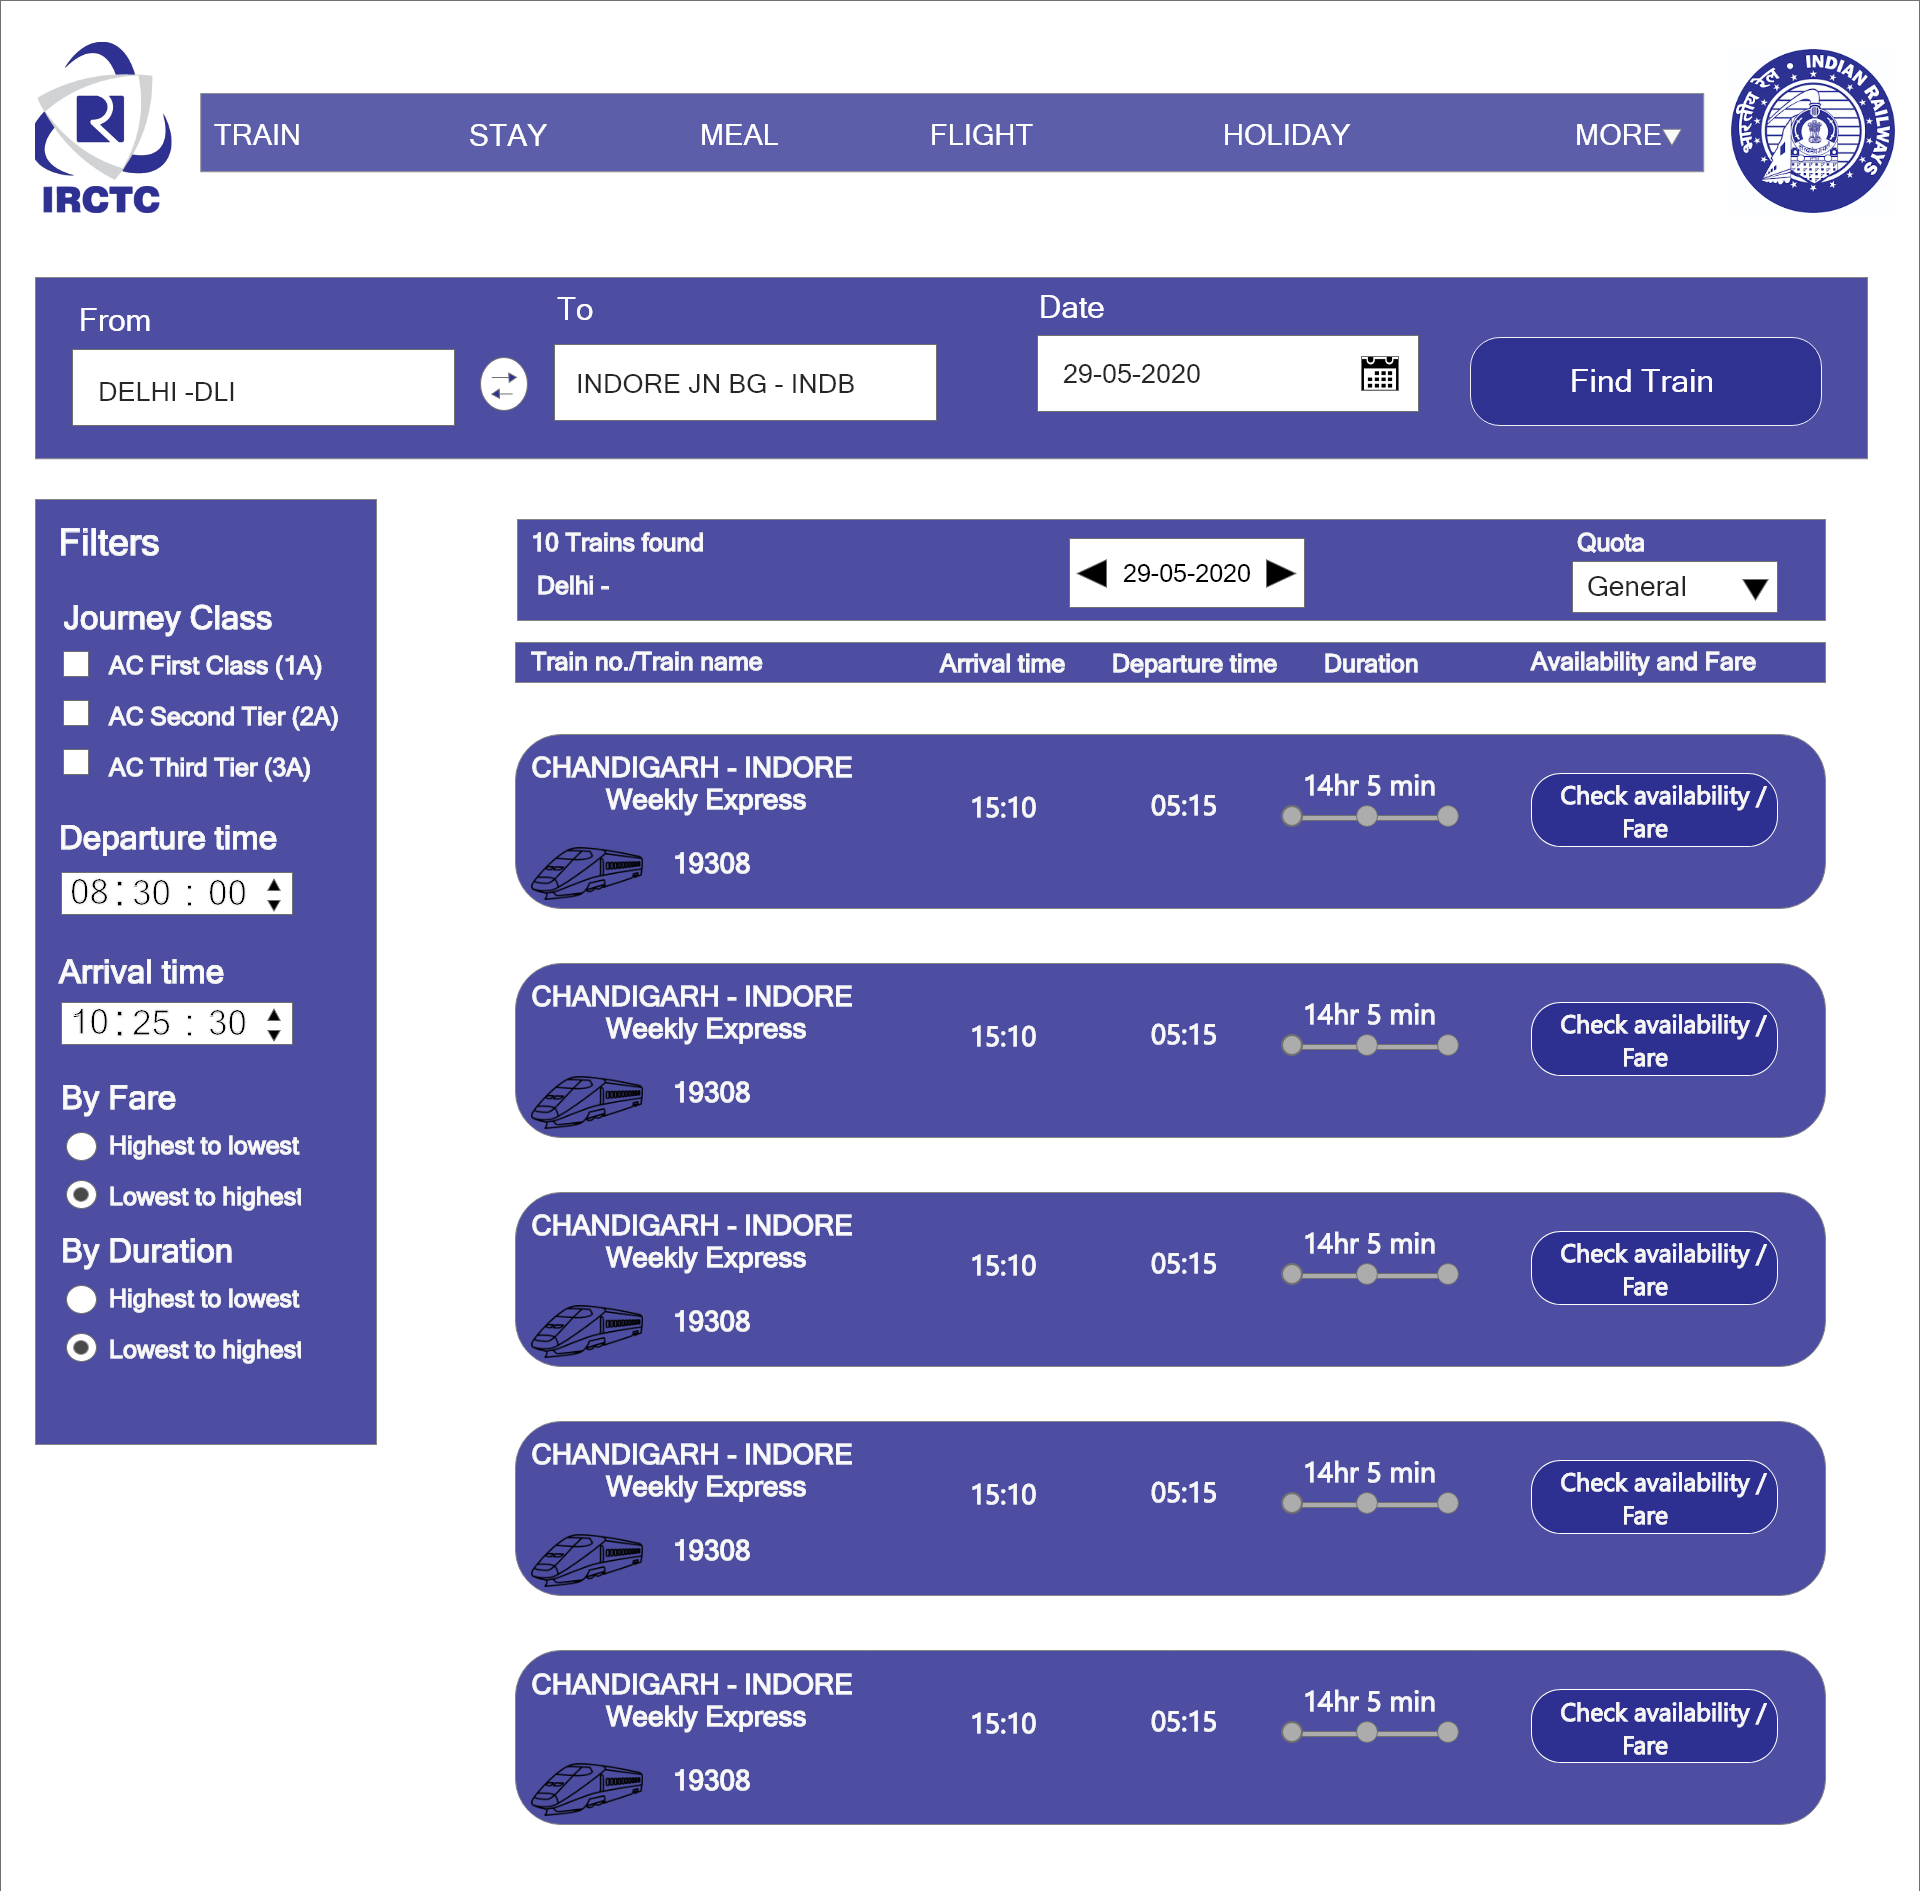 IRCTC
TRAIN STAY MEAL FLIGHT HOLIDAY MORE
भारतीय रेल • INDIAN RAILWAYS
From
To
Date
DELHI -DLI
INDORE JN BG - INDB
29-05-2020
Find Train
Filters
Journey Class
AC First Class (1A)
AC Second Tier (2A)
AC Third Tier (3A)
Departure time
08: 30 : 00
Arrival time
10: 25 : 30
By Fare
Highest to lowest
Lowest to highest
By Duration
Highest to lowest
Lowest to highest
10 Trains found
Delhi -
29-05-2020
Quota
General
Train no./Train name Arrival time Departure time Duration Availability and Fare
CHANDIGARH - INDORE
Weekly Express
19308
15:10
05:15
14hr 5 min
Check availability /
Fare
CHANDIGARH - INDORE
Weekly Express
19308
15:10
05:15
14hr 5 min
Check availability /
Fare
CHANDIGARH - INDORE
Weekly Express
19308
15:10
05:15
14hr 5 min
Check availability /
Fare
CHANDIGARH - INDORE
Weekly Express
19308
15:10
05:15
14hr 5 min
Check availability /
Fare
CHANDIGARH - INDORE
Weekly Express
19308
15:10
05:15
14hr 5 min
Check availability /
Fare